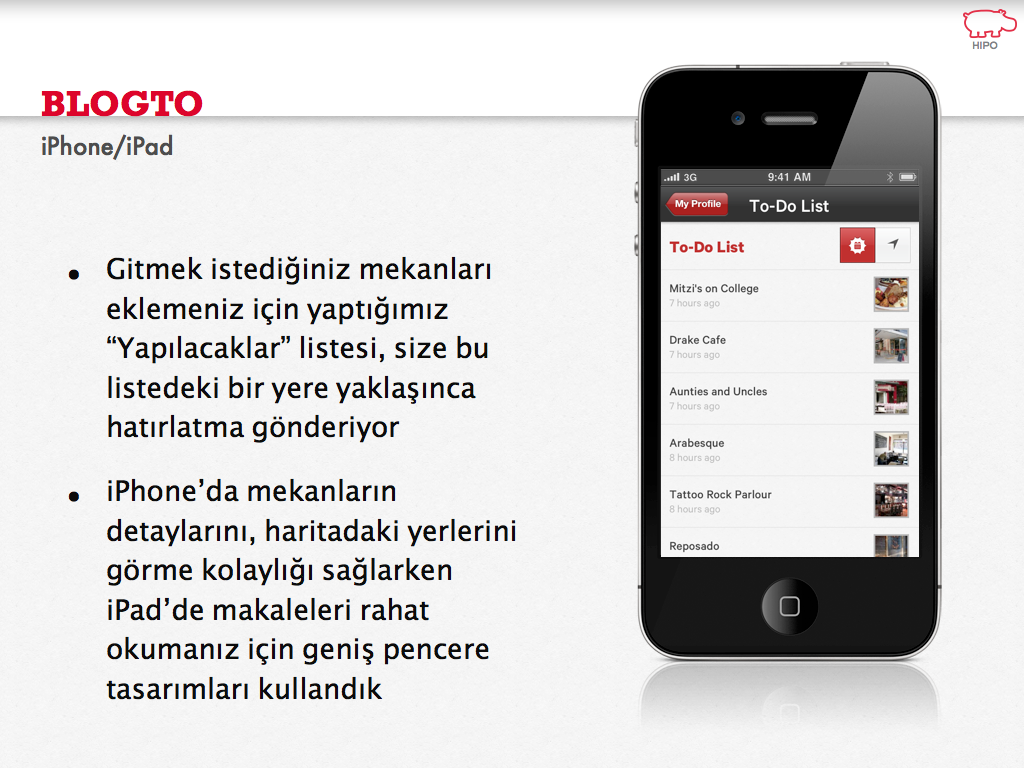 HIPO
BLOGTO
iPhone/iPad
• Gitmek istediğiniz mekanları
eklemeniz için yaptığımız
“Yapılacaklar” listesi, size bu
listedeki bir yere yaklaşınca
hatırlatma gönderiyor
• iPhone’da mekanların
detaylarını, haritadaki yerlerini
görme kolaylığı sağlarken
iPad’de makaleleri rahat
okumanız için geniş pencere
tasarımları kullandık
3G 9:41 AM
My Profile To-Do List
To-Do List
Mitzi's on College
7 hours ago
Drake Cafe
7 hours ago
Aunties and Uncles
7 hours ago
Arabesque
8 hours ago
Tattoo Rock Parlour
8 hours ago
Reposado